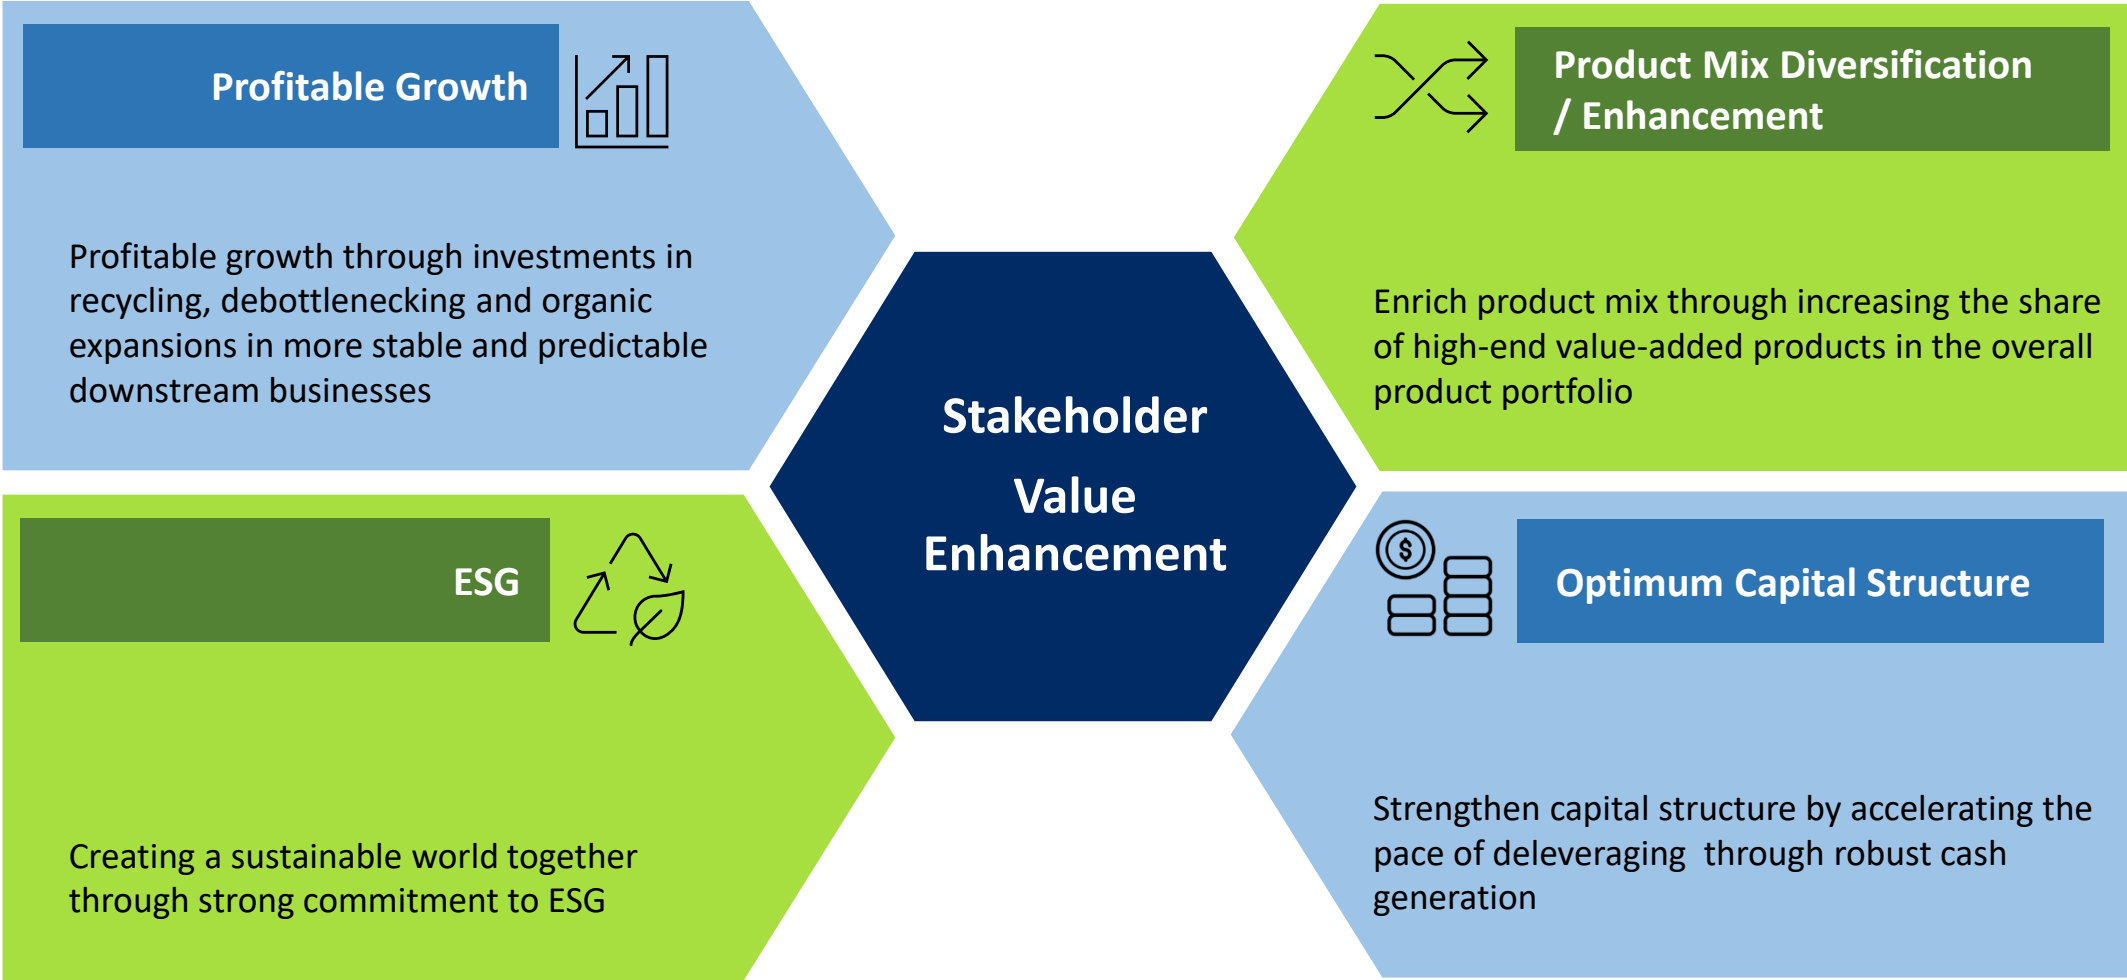 Profitable Growth
Profitable growth through investments in
recycling, debottlenecking and organic
expansions in more stable and predictable
downstream businesses
Product Mix Diversification
/ Enhancement
Enrich product mix through increasing the share
of high-end value-added products in the overall
product portfolio
Stakeholder
Value
Enhancement
ESG
Creating a sustainable world together
through strong commitment to ESG
$
Optimum Capital Structure
Strengthen capital structure by accelerating the
pace of deleveraging  through robust cash
generation